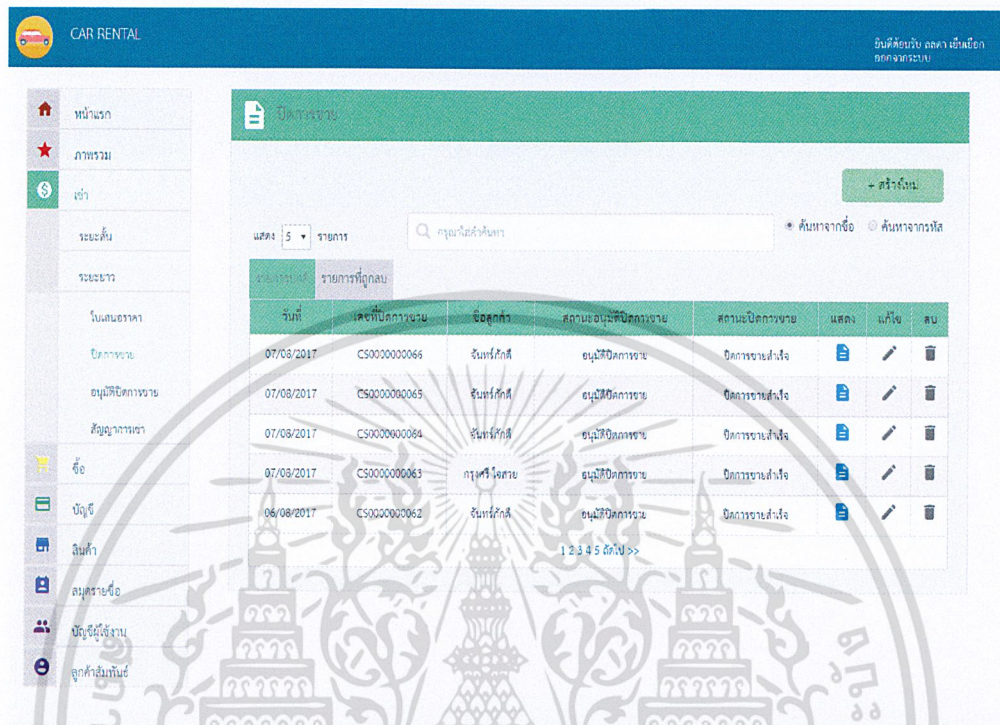 CAR RENTAL
ยินดีต้อนรับ ลลดา เย็นเยือก
ออกจากระบบ
หน้าแรก
ภาพรวม
เช่า
ระยะสั้น
ระยะยาว
ใบเสนอราคา
ปิดการขาย
อนุมัติปิดการขาย
สัญญาการเช่า
ซื้อ
บัญชี
สินค้า
สมุดรายชื่อ
บัญชีผู้ใช้งาน
ลูกค้าสัมพันธ์
ปิดการขาย
+ สร้างใหม่
แสดง 5 รายการ
กรุณาใส่คำค้นหา
ค้นหาจากชื่อ ค้นหาจากรหัส
รายการปกติ รายการที่ถูกลบ
วันที่ เลขที่ปิดการขาย ชื่อลูกค้า สถานะอนุมัติปิดการขาย สถานะปิดการขาย แสดง แก้ไข ลบ
07/08/2017 CS0000000066 จันทร์ภักดี อนุมัติปิดการขาย ปิดการขายสำเร็จ
07/08/2017 CS0000000065 จันทร์ภักดี อนุมัติปิดการขาย ปิดการขายสำเร็จ
07/08/2017 CS0000000064 จันทร์ภักดี อนุมัติปิดการขาย ปิดการขายสำเร็จ
07/08/2017 CS0000000063 กรุงศรี ใจสวย อนุมัติปิดการขาย ปิดการขายสำเร็จ
06/08/2017 CS0000000062 จันทร์ภักดี อนุมัติปิดการขาย ปิดการขายสำเร็จ
1 2 3 4 5 ถัดไป >>